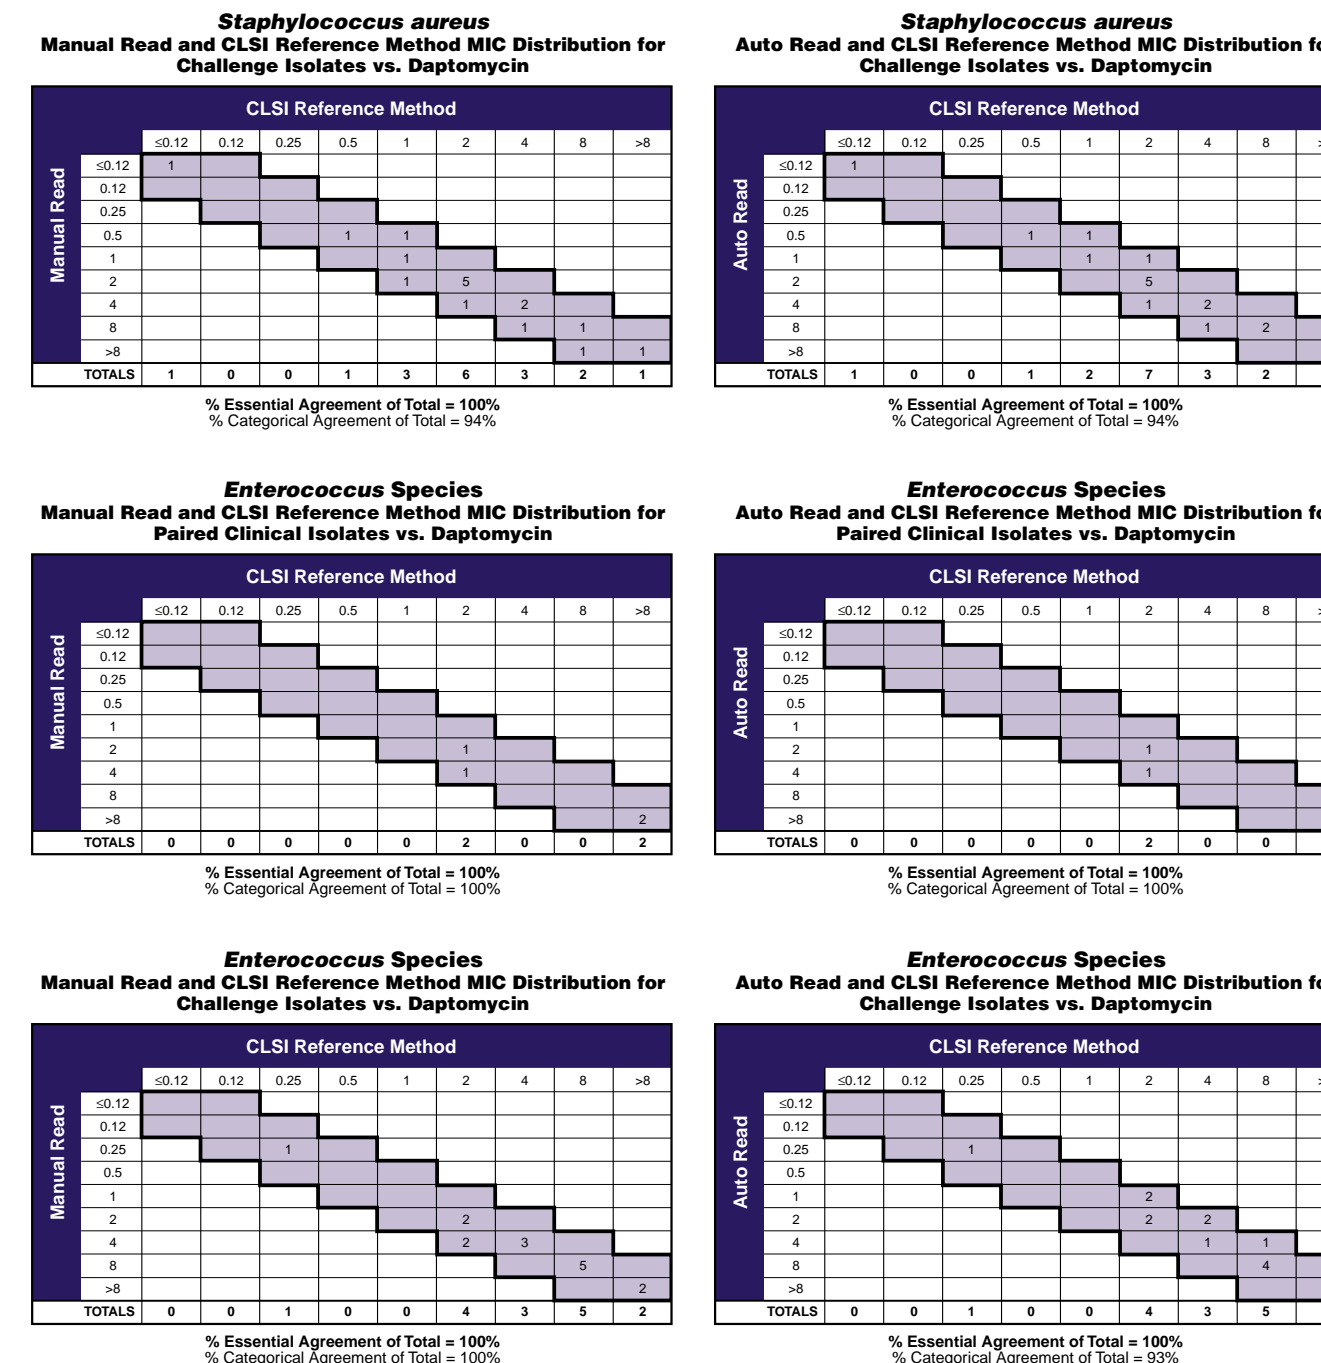 Staphylococcus aureus
Manual Read and CLSI Reference Method MIC Distribution for
Challenge Isolates vs. Daptomycin
CLSI Reference Method
Manual Read
≤0.12 0.12 0.25 0.5 1 2 4 8 >8
≤0.12 1
0.12
0.25
0.5 1 1
1 1
2 1 5
4 1 2
8 1 1
>8 1 1
TOTALS 1 0 0 1 3 6 3 2 1
% Essential Agreement of Total = 100%
% Categorical Agreement of Total = 94%
Staphylococcus aureus
Auto Read and CLSI Reference Method MIC Distribution fo
Challenge Isolates vs. Daptomycin
CLSI Reference Method
Auto Read
≤0.12 0.12 0.25 0.5 1 2 4 8
≤0.12 1
0.12
0.25
0.5 1 1
1 1 1
2 5
4 1 2
8 1 2
>8
TOTALS 1 0 0 1 2 7 3 2
% Essential Agreement of Total = 100%
% Categorical Agreement of Total = 94%
Enterococcus Species
Manual Read and CLSI Reference Method MIC Distribution for
Paired Clinical Isolates vs. Daptomycin
CLSI Reference Method
Manual Read
≤0.12 0.12 0.25 0.5 1 2 4 8 >8
≤0.12
0.12
0.25
0.5
1
2 1
4 1
8
>8 2
TOTALS 0 0 0 0 0 2 0 0 2
% Essential Agreement of Total = 100%
% Categorical Agreement of Total = 100%
Enterococcus Species
Auto Read and CLSI Reference Method MIC Distribution fo
Paired Clinical Isolates vs. Daptomycin
CLSI Reference Method
Auto Read
≤0.12 0.12 0.25 0.5 1 2 4 8
≤0.12
0.12
0.25
0.5
1
2 1
4 1
8
>8
TOTALS 0 0 0 0 0 2 0 0
% Essential Agreement of Total = 100%
% Categorical Agreement of Total = 100%
Enterococcus Species
Manual Read and CLSI Reference Method MIC Distribution for
Challenge Isolates vs. Daptomycin
CLSI Reference Method
Manual Read
≤0.12 0.12 0.25 0.5 1 2 4 8 >8
≤0.12
0.12
0.25 1
0.5
1
2 2
4 2 3
8 5
>8 2
TOTALS 0 0 1 0 0 4 3 5 2
% Essential Agreement of Total = 100%
% Categorical Agreement of Total = 100%
Enterococcus Species
Auto Read and CLSI Reference Method MIC Distribution fo
Challenge Isolates vs. Daptomycin
CLSI Reference Method
Auto Read
≤0.12 0.12 0.25 0.5 1 2 4 8
≤0.12
0.12
0.25 1
0.5
1 2
2 2 2
4 1 1
8 4
>8
TOTALS 0 0 1 0 0 4 3 5
% Essential Agreement of Total = 100%
% Categorical Agreement of Total = 93%